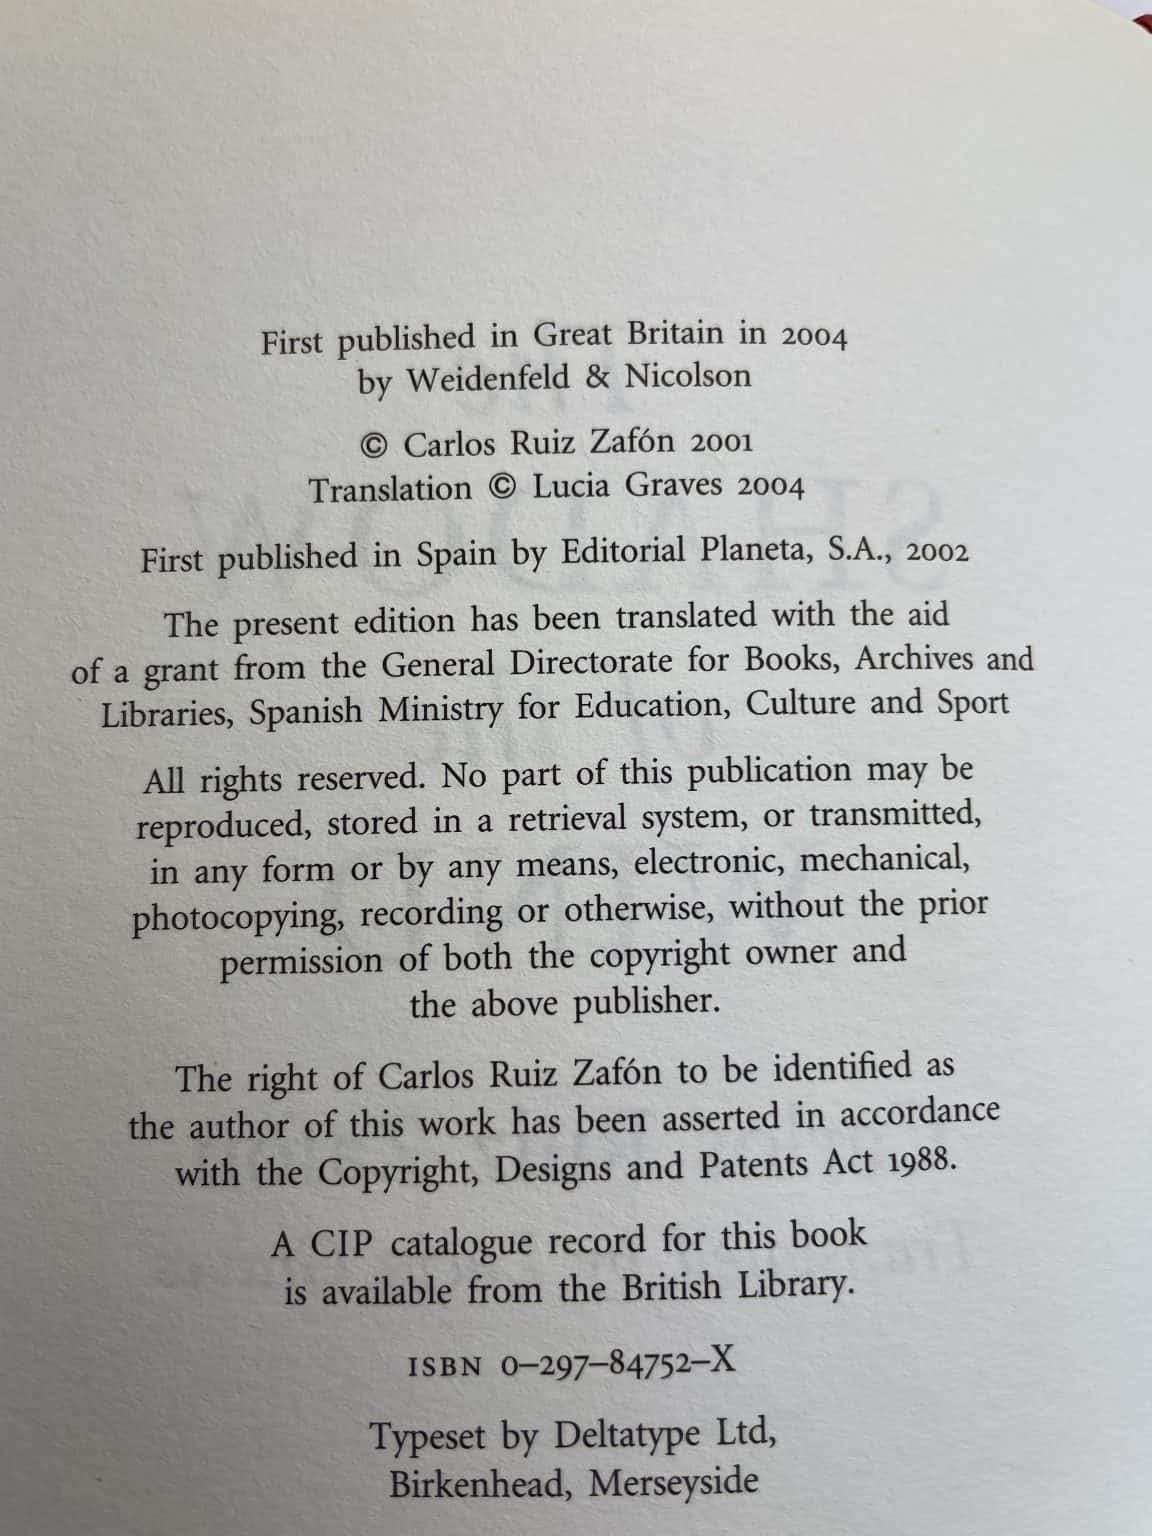 First published in Great Britain in 2004
by Weidenfeld & Nicolson
© Carlos Ruiz Zafón 2001
Translation © Lucia Graves 2004
First published in Spain by Editorial Planeta, S.A., 2002
The present edition has been translated with the aid
of a grant from the General Directorate for Books, Archives and
Libraries, Spanish Ministry for Education, Culture and Sport
All rights reserved. No part of this publication may be
reproduced, stored in a retrieval system, or transmitted,
in any form or by any means, electronic, mechanical,
photocopying, recording or otherwise, without the prior
permission of both the copyright owner and
the above publisher.
The right of Carlos Ruiz Zafón to be identified as
the author of this work has been asserted in accordance
with the Copyright, Designs and Patents Act 1988.
A CIP catalogue record for this book
is available from the British Library.
ISBN 0–297–84752–X
Typeset by Deltatype Ltd,
Birkenhead, Merseyside